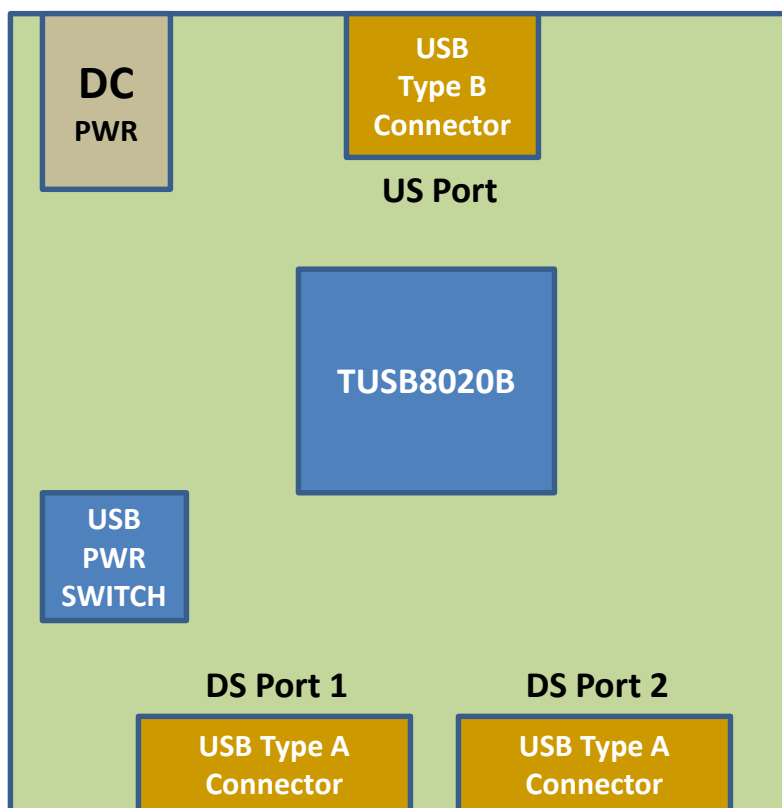 DC
PWR
USB
Type B
Connector
US Port
TUSB8020B
USB
PWR
SWITCH
DS Port 1
DS Port 2
USB Type A
Connector
USB Type A
Connector